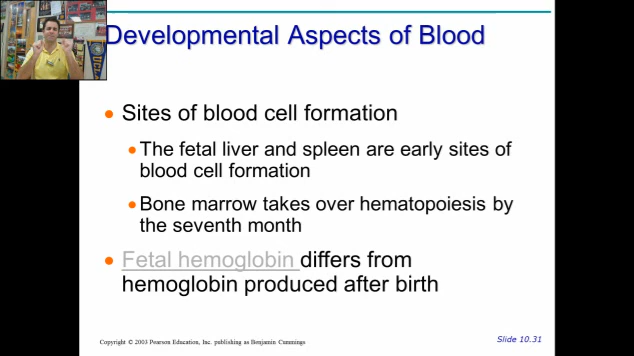 Developmental Aspects of Blood
• Sites of blood cell formation
• The fetal liver and spleen are early sites of
blood cell formation
• Bone marrow takes over hematopoiesis by
the seventh month
• Fetal hemoglobin differs from
hemoglobin produced after birth
Copyright © 2003 Pearson Education, Inc. publishing as Benjamin Cummings
Slide 10.31